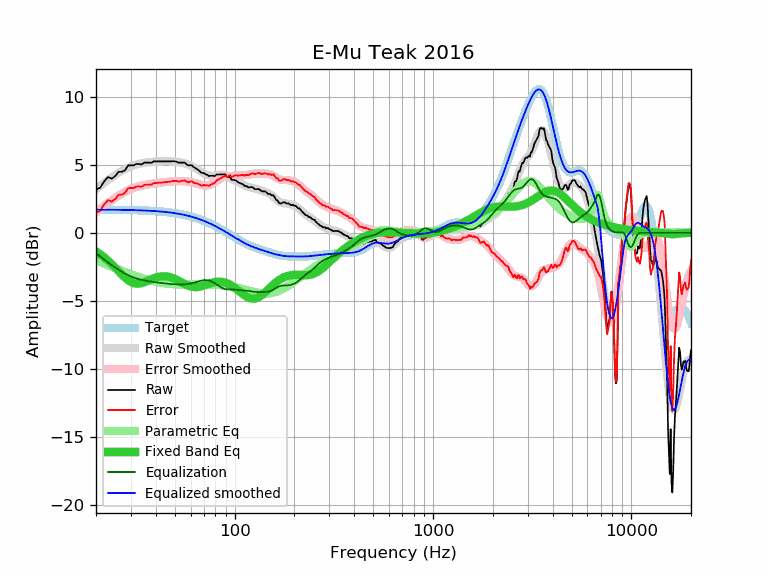 E-Mu Teak 2016
Amplitude (dBr)
10
5
0
−5
−10
−15
−20
Target
Raw Smoothed
Error Smoothed
Raw
Error
Parametric Eq
Fixed Band Eq
Equalization
Equalized smoothed
100
1000
10000
Frequency (Hz)